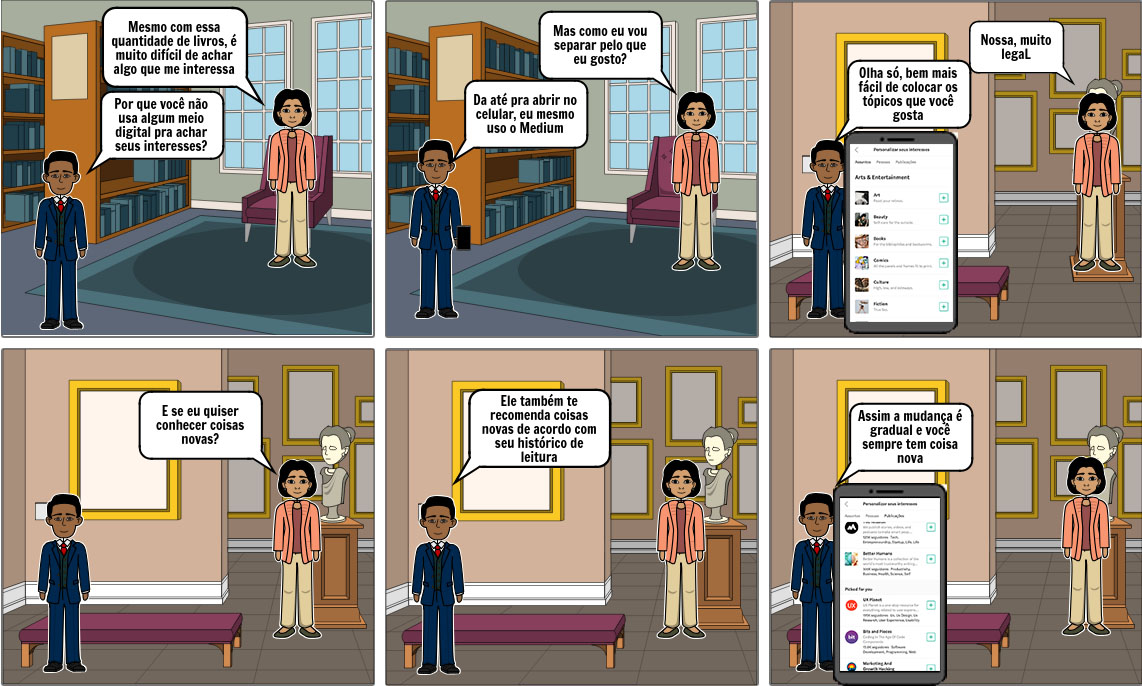 Mesmo com essa
quantidade de livros, é
muito difícil de achar
algo que me interessa
Por que você não
usa algum meio
digital pra achar
seus interesses?
Mas como eu vou
separar pelo que
eu gosto?
Da até pra abrir no
celular, eu mesmo
uso o Medium
Nossa, muito
legaL
Olha só, bem mais
fácil de colocar os
tópicos que você
gosta
Personalizar seus interesses
Assuntos Pessoas Publicações
Arts & Entertainment
Art
Beauty
Books
Comics
Culture
Fiction
E se eu quiser
conhecer coisas
novas?
Ele também te
recomenda coisas
novas de acordo com
seu histórico de
leitura
Assim a mudança é
gradual e você
sempre tem coisa
nova
Personalizar seus interesses
Assuntos Pessoas Publicações
Better Humans
Picked for you
UX
UX Planet
bit
Bits and Pieces
Marketing And
Growth Hacking